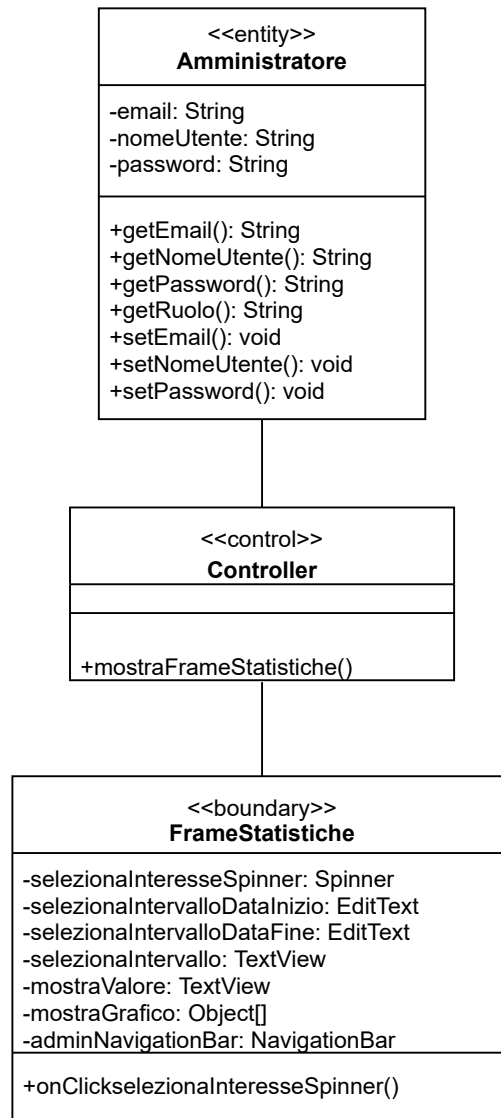 <<entity>>
Amministratore
-email: String
-nomeUtente: String
-password: String
+getEmail(): String
+getNomeUtente(): String
+getPassword(): String
+getRuolo(): String
+setEmail(): void
+setNomeUtente(): void
+setPassword(): void
<<control>>
Controller
+mostraFrameStatistiche()
<<boundary>>
FrameStatistiche
-selezionaInteresseSpinner: Spinner
-selezionaIntervalloDataInizio: EditText
-selezionaIntervalloDataFine: EditText
-selezionaIntervallo: TextView
-mostraValore: TextView
-mostraGrafico: Object[]
-adminNavigationBar: NavigationBar
+onClickselezionaInteresseSpinner()